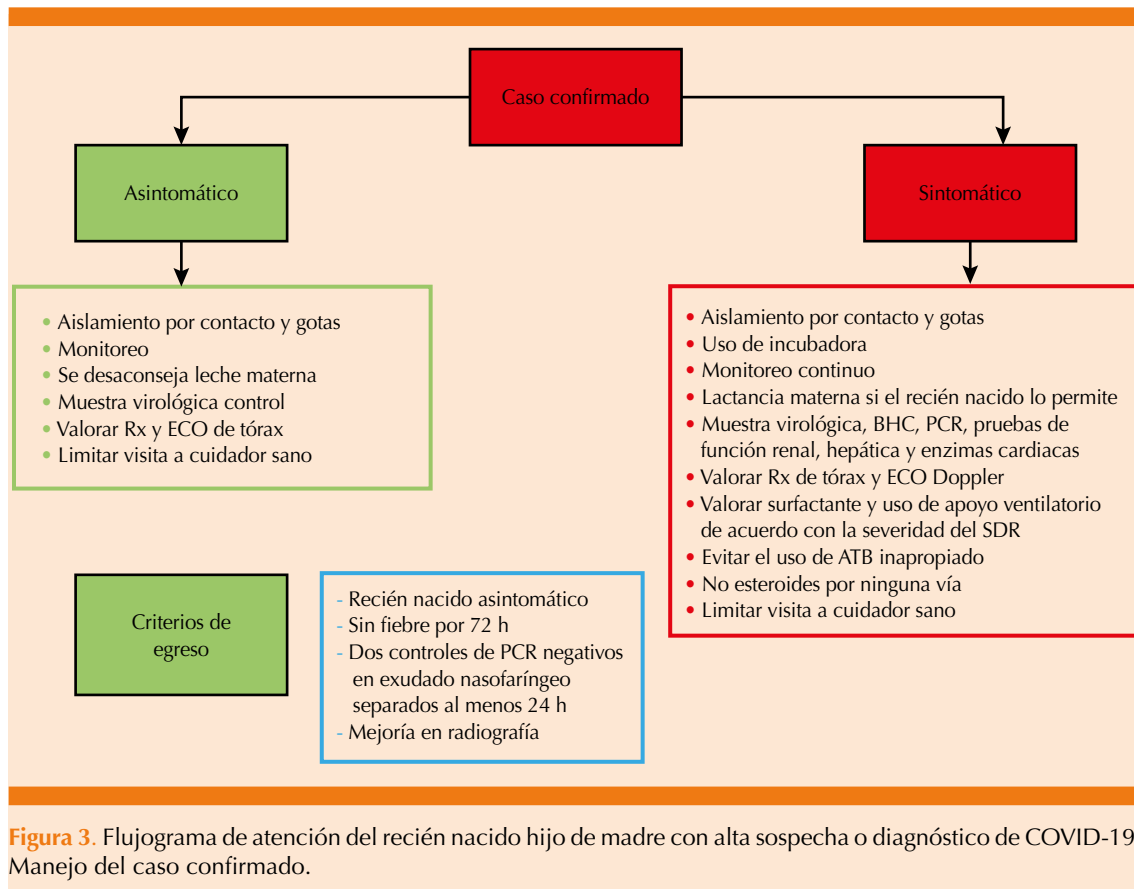 Caso confirmado
Asintomático
Sintomático
• Aislamiento por contacto y gotas
• Monitoreo
• Se desaconseja leche materna
• Muestra virológica control
• Valorar Rx y ECO de tórax
• Limitar visita a cuidador sano
• Aislamiento por contacto y gotas
• Uso de incubadora
• Monitoreo continuo
• Lactancia materna si el recién nacido lo permite
• Muestra virológica, BHC, PCR, pruebas de
función renal, hepática y enzimas cardiacas
• Valorar Rx de tórax y ECO Doppler
• Valorar surfactante y uso de apoyo ventilatorio
de acuerdo con la severidad del SDR
• Evitar el uso de ATB inapropiado
• No esteroides por ninguna vía
• Limitar visita a cuidador sano
Criterios de
egreso
- Recién nacido asintomático
- Sin fiebre por 72 h
- Dos controles de PCR negativos
en exudado nasofaríngeo
separados al menos 24 h
- Mejoría en radiografía
Figura 3. Flujograma de atención del recién nacido hijo de madre con alta sospecha o diagnóstico de COVID-19
Manejo del caso confirmado.